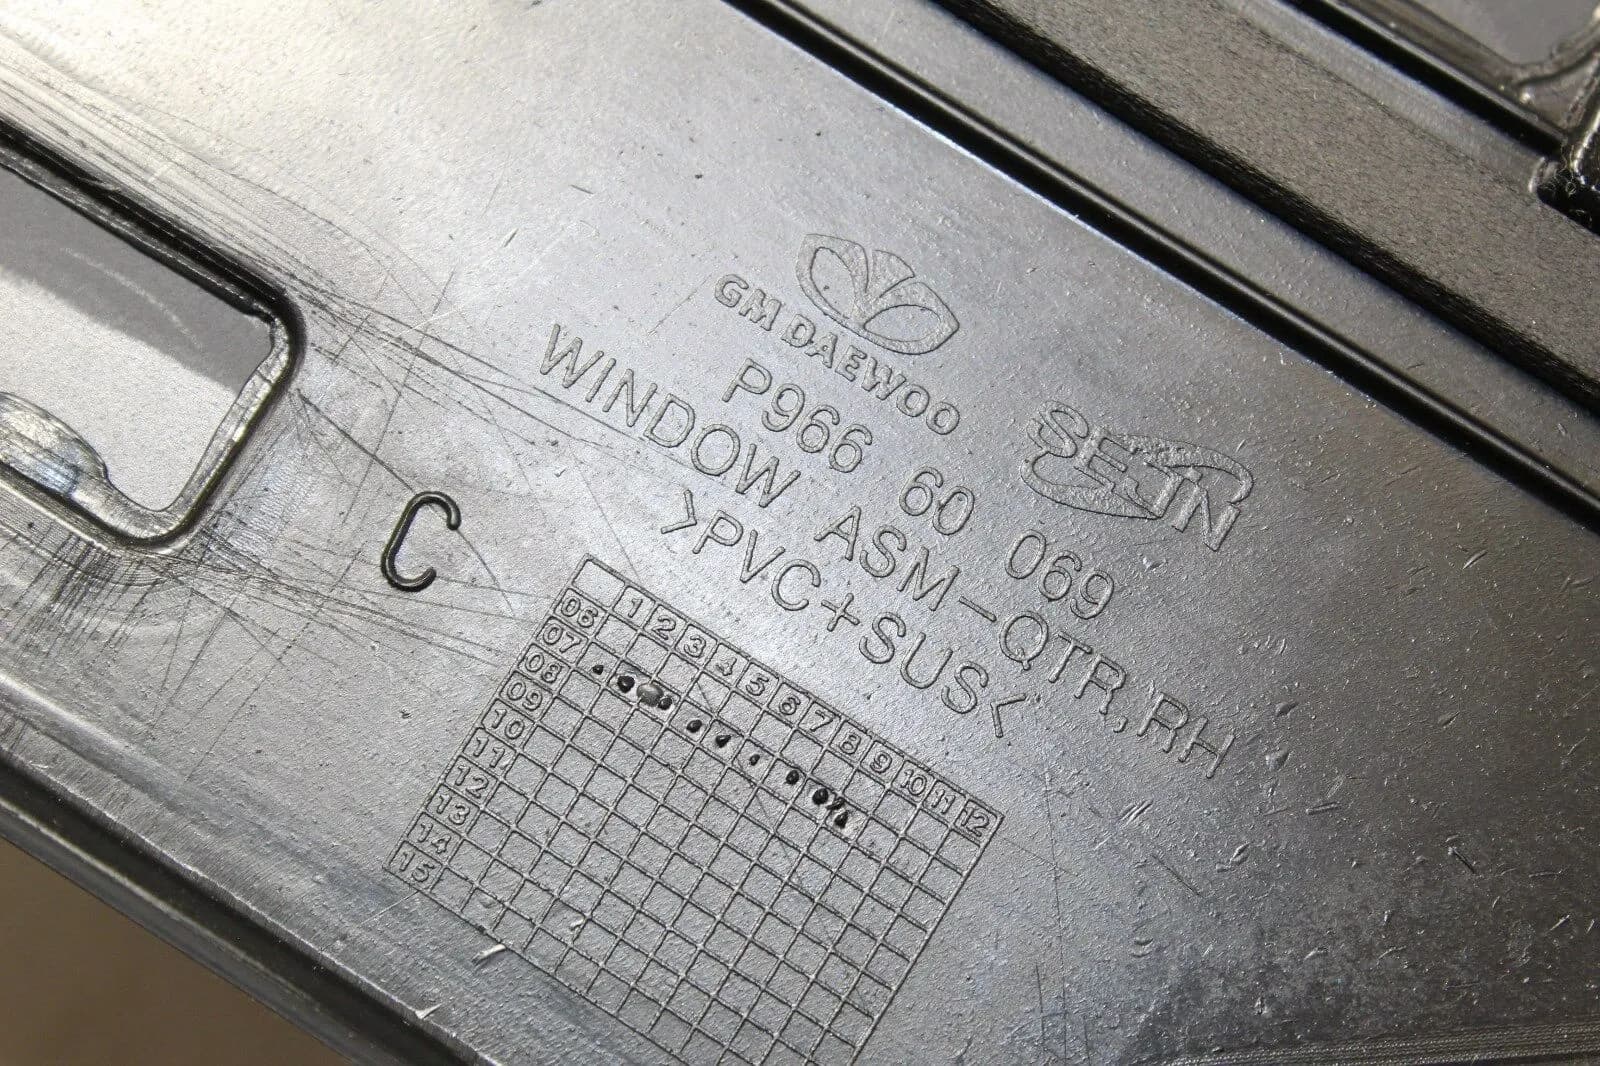 GM DAEWOO
P966 60 069
SEJIN
WINDOW ASM-QTR,RH
>PVC+SUS<
C
1 2 3 4 5 6 7 8 9 10 11 12
06
07
08
09
10
11
12
13
14
15